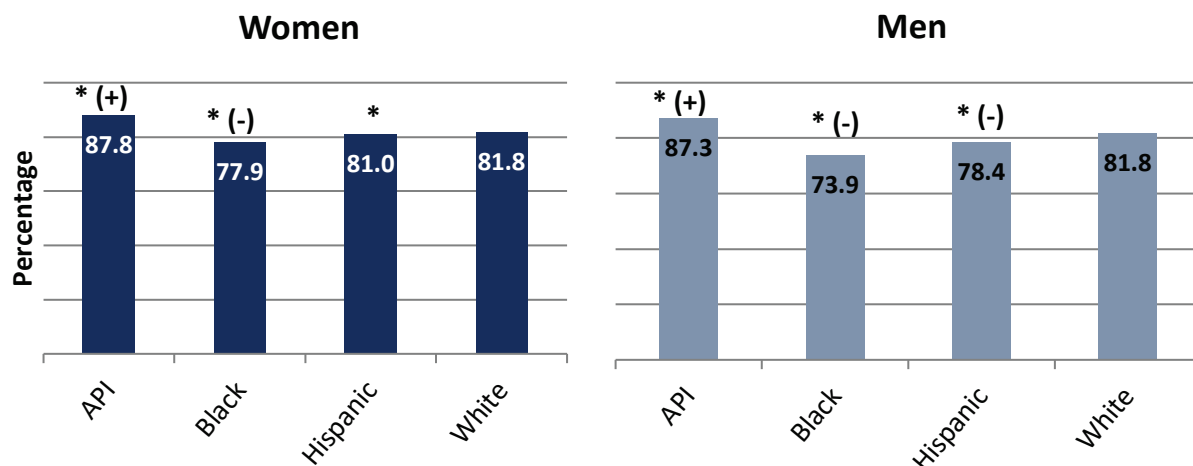 Women
Percentage
* (+)
* (-)
*
87.8
77.9
81.0
81.8
API
Black
Hispanic
White
Men
* (+)
* (-)
* (-)
87.3
73.9
78.4
81.8
API
Black
Hispanic
White